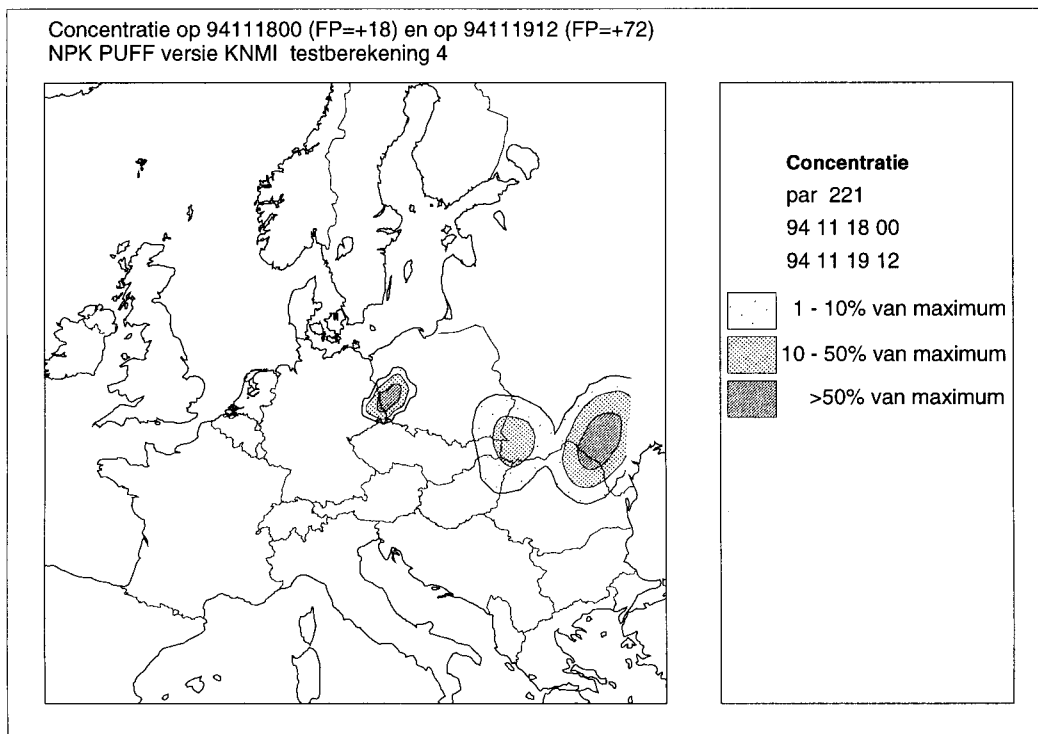 Concentratie op 94111800 (FP=+18) en op 94111912 (FP=+72)
NPK PUFF versie KNMI testberekening 4
Concentratie
par 221
94 11 18 00
94 11 19 12
1 - 10% van maximum
10 - 50% van maximum
>50% van maximum